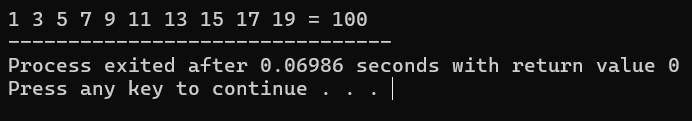 1 3 5 7 9 11 13 15 17 19 = 100
--------------------------------
Process exited after 0.06986 seconds with return value 0
Press any key to continue . . .